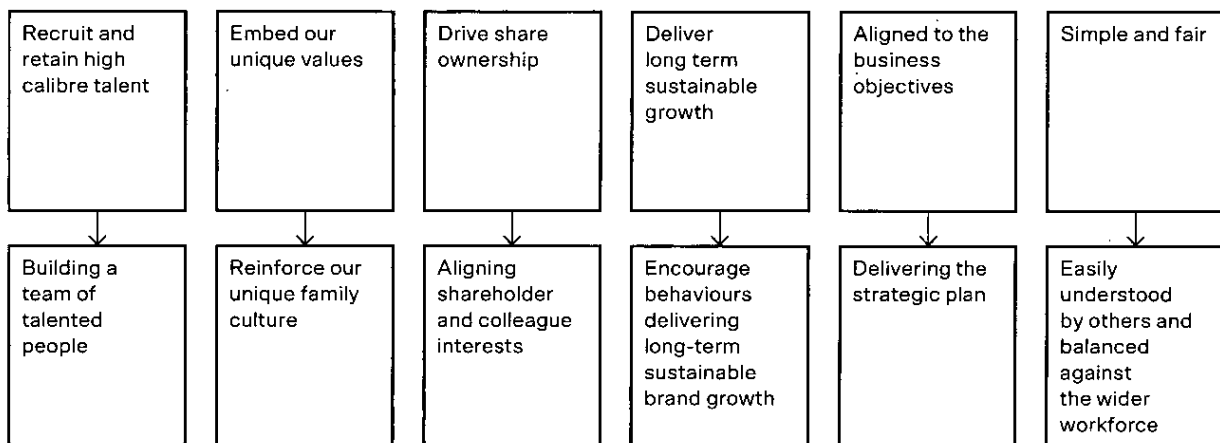 Recruit and
retain high
calibre talent
Embed our
unique values
Drive share
ownership
Deliver
long term
sustainable
growth
Aligned to the
business
objectives
Simple and fair
Building a
team of
talented
people
Reinforce our
unique family
culture
Aligning
shareholder
and colleague
interests
Encourage
behaviours
delivering
long-term
sustainable
brand growth
Delivering the
strategic plan
Easily
understood
by others and
balanced
against
the wider
workforce